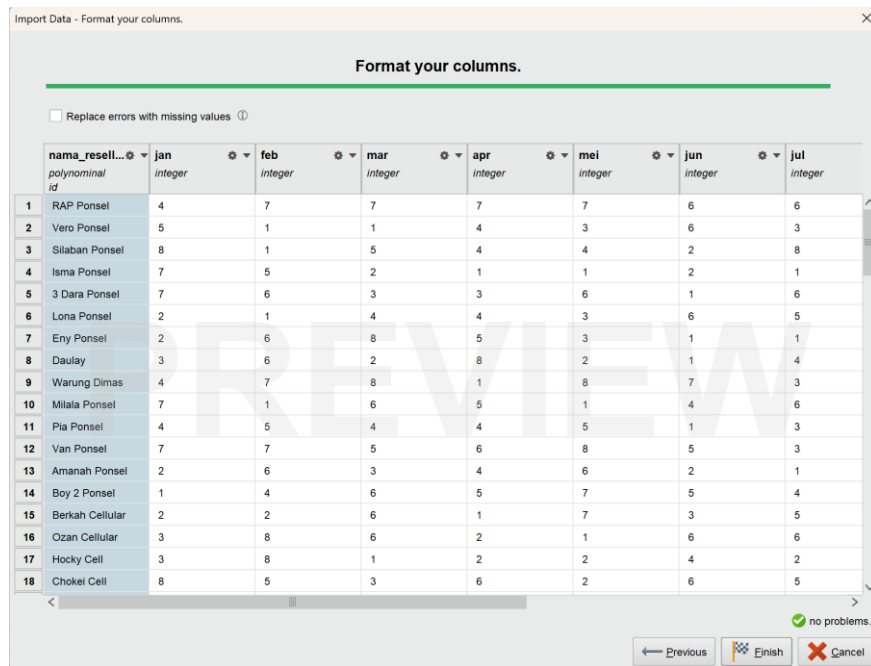 Import Data - Format your columns.
Format your columns.
Replace errors with missing values
nama_resell... jan feb mar apr mei jun jul
polynominal integer integer integer integer integer integer integer
id
1 RAP Ponsel 4 7 7 7 7 6 6
2 Vero Ponsel 5 1 1 4 3 6 3
3 Silaban Ponsel 8 1 5 4 4 2 8
4 Isma Ponsel 7 5 2 1 1 2 1
5 3 Dara Ponsel 7 6 3 3 6 1 6
6 Lona Ponsel 2 1 4 4 3 6 5
7 Eny Ponsel 2 6 8 5 3 1 1
8 Daulay 3 6 2 8 2 1 4
9 Warung Dimas 4 7 8 1 8 7 3
10 Milala Ponsel 7 1 6 5 1 4 6
11 Pia Ponsel 4 5 4 4 5 1 3
12 Van Ponsel 7 7 5 6 8 5 3
13 Amanah Ponsel 2 6 3 4 6 2 1
14 Boy 2 Ponsel 1 4 6 5 7 5 4
15 Berkah Cellular 2 2 6 1 7 3 5
16 Ozan Cellular 3 8 6 2 1 6 6
17 Hocky Cell 3 8 1 2 2 4 2
18 Chokei Cell 8 5 3 6 2 6 5
PREVIEW
no problems.
Previous Finish Cancel